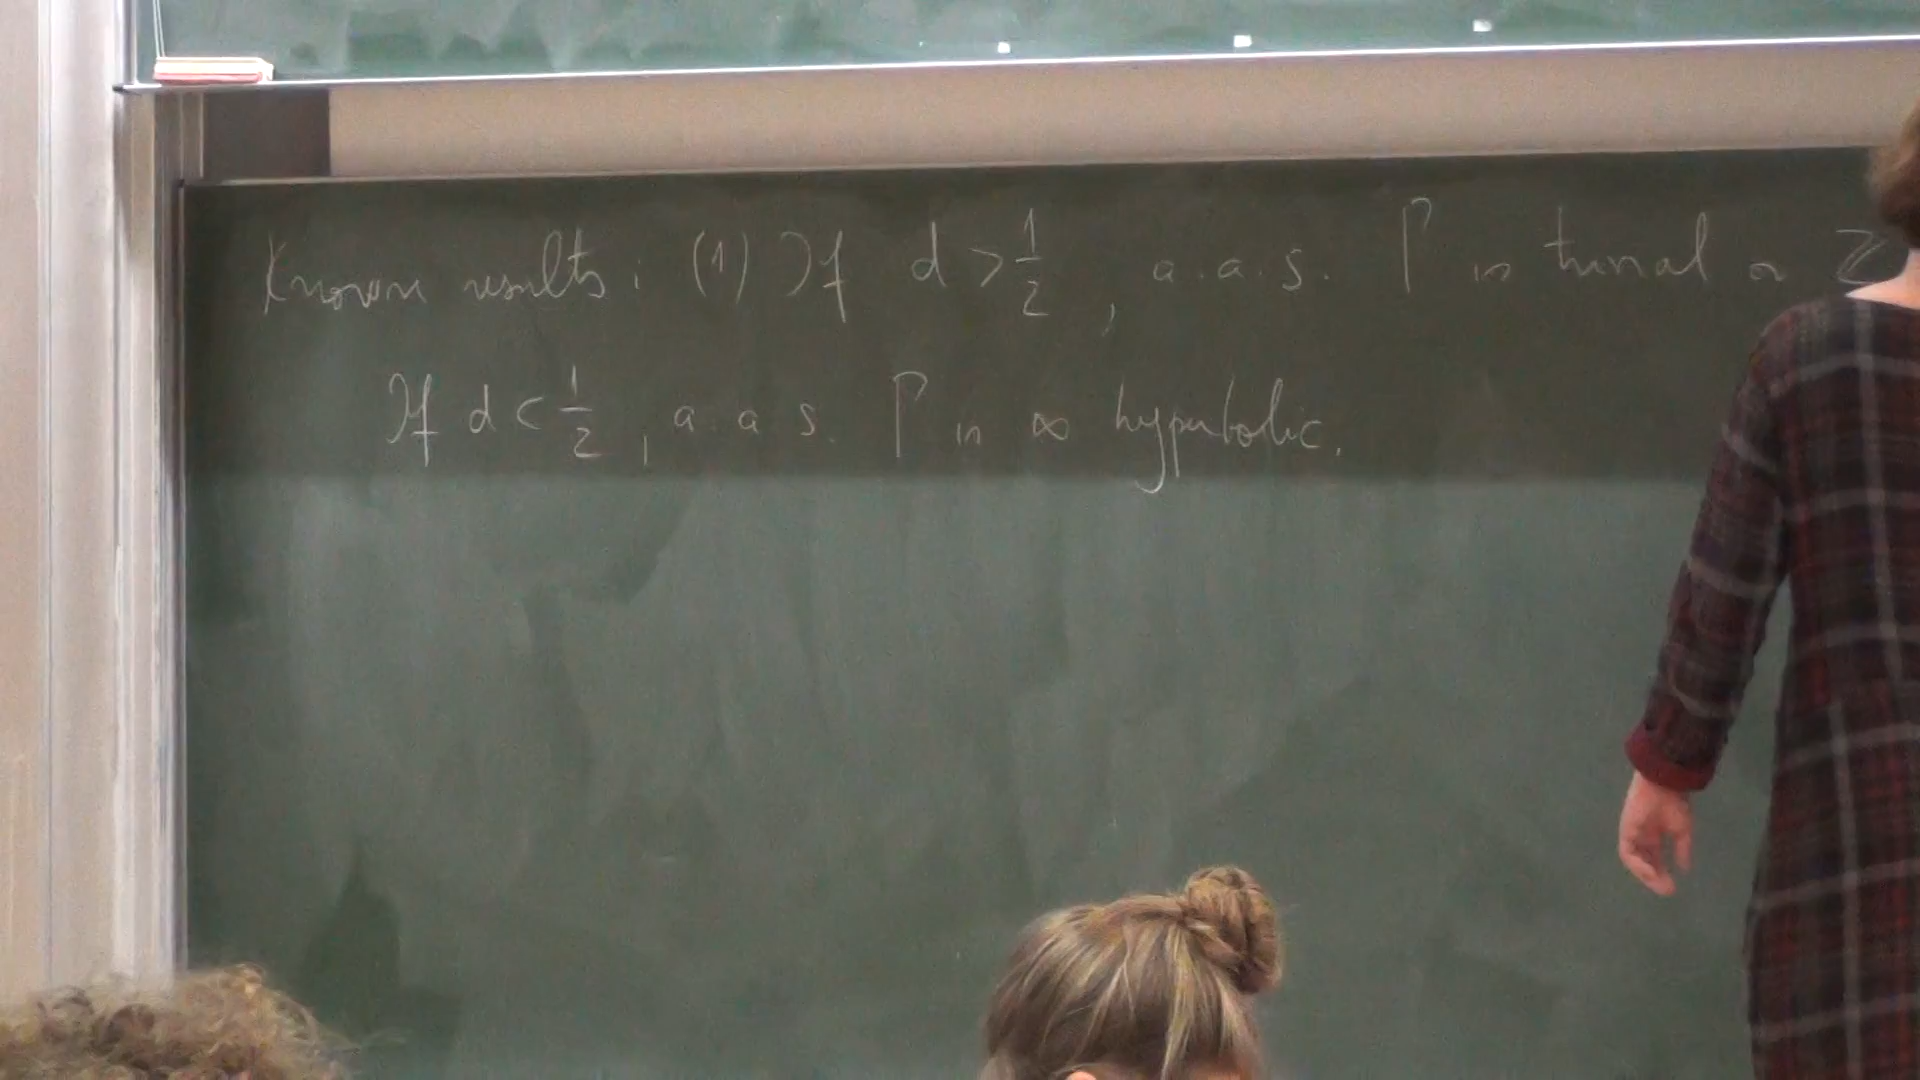 Known results : (1) If d > 1/2 , a.a.s. Γ is trivial or Z
If d < 1/2 , a.a.s. Γ is ∞ hyperbolic.